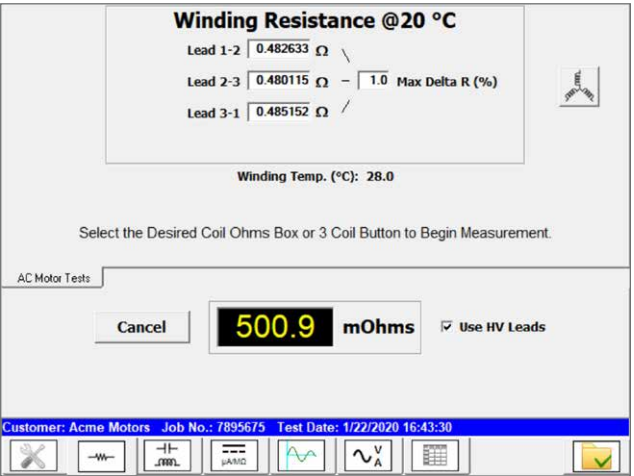 Winding Resistance @20 °C
Lead 1-2 0.482633 Ω
Lead 2-3 0.480115 Ω – 1.0 Max Delta R (%)
Lead 3-1 0.485152 Ω
Winding Temp. (°C): 28.0
Select the Desired Coil Ohms Box or 3 Coil Button to Begin Measurement.
AC Motor Tests
Cancel 500.9 mOhms Use HV Leads
Customer: Acme Motors Job No.: 7895675 Test Date: 1/22/2020 16:43:30
µA/MΩ V
A